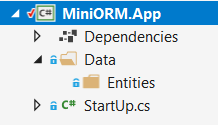 C# MiniORM.App
Dependencies
Data
Entities
C# StartUp.cs